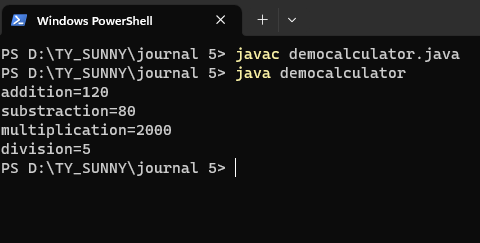 Windows PowerShell
PS D:\TY_SUNNY\journal 5> javac democalculator.java
PS D:\TY_SUNNY\journal 5> java democalculator
addition=120
substraction=80
multiplication=2000
division=5
PS D:\TY_SUNNY\journal 5>